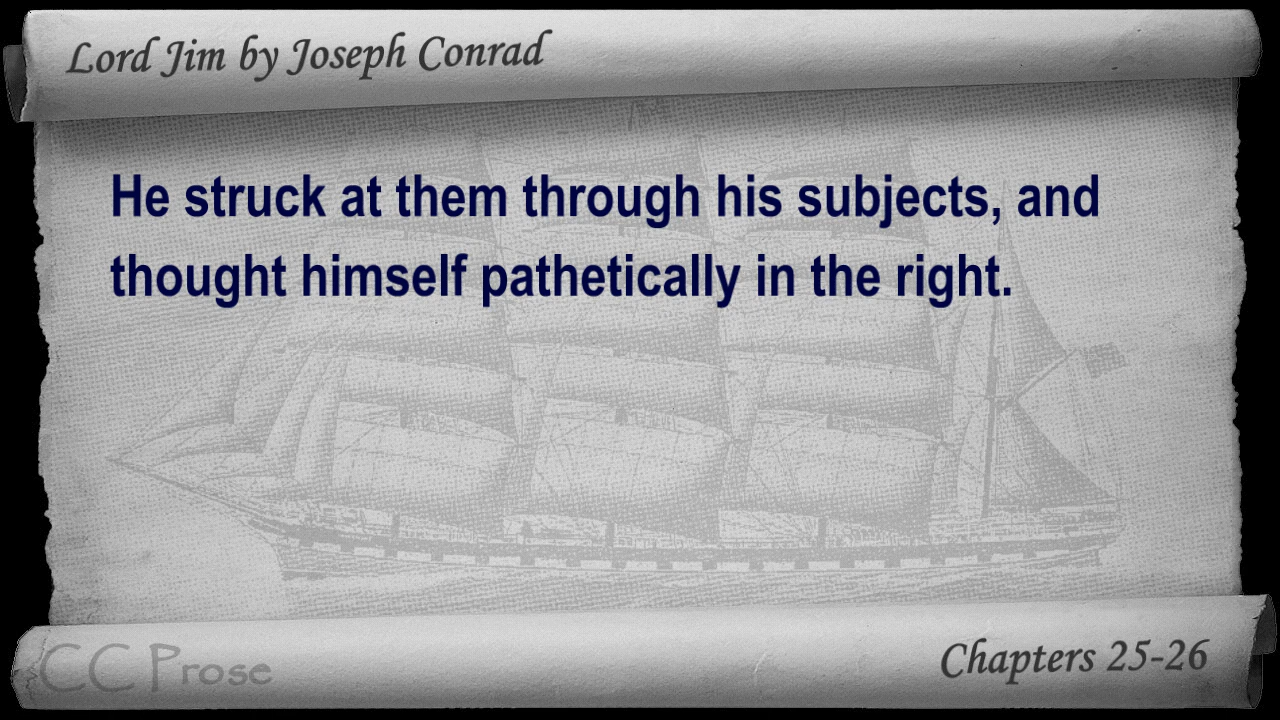 Lord Jim by Joseph Conrad
He struck at them through his subjects, and
thought himself pathetically in the right.
CC Prose
Chapters 25-26